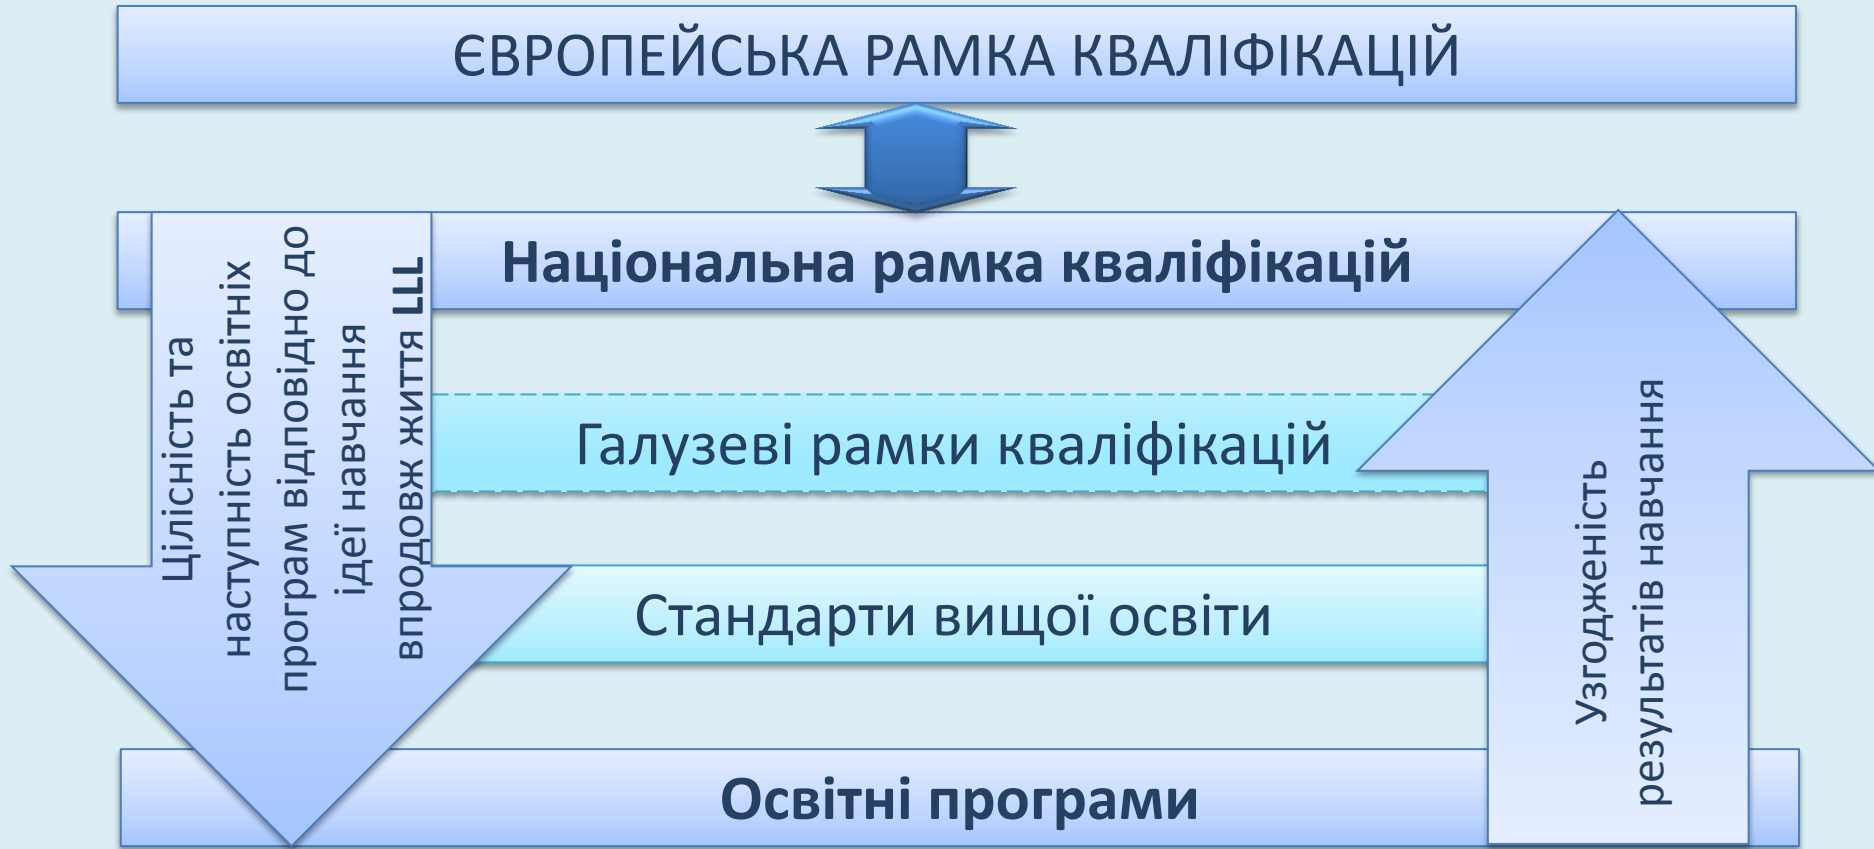 ЄВРОПЕЙСЬКА РАМКА КВАЛІФІКАЦІЙ
Національна рамка кваліфікацій
Цілісність та
наступність освітніх
програм відповідно до
ідеї навчання
впродовж життя LLL
Галузеві рамки кваліфікацій
Стандарти вищої освіти
Узгодженість
результатів навчання
Освітні програми